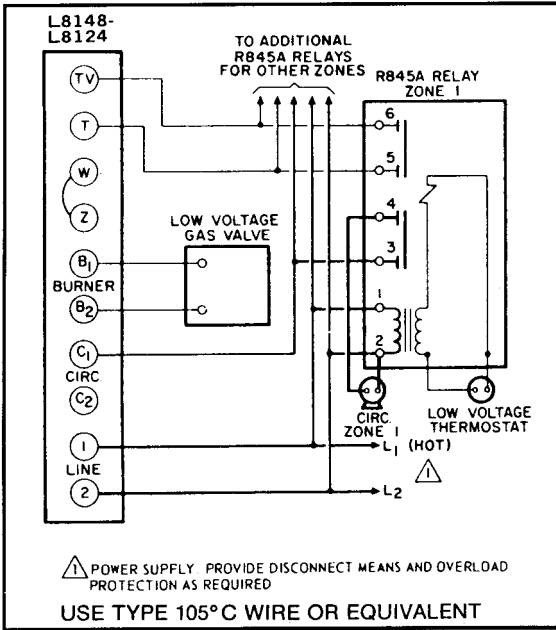 L8148-
L8124
TO ADDITIONAL
R845A RELAYS
FOR OTHER ZONES
R845A RELAY
ZONE 1
TV
T
W
Z
B1
BURNER
B2
C1
CIRC
C2
1
LINE
2
LOW VOLTAGE
GAS VALVE
6
5
4
3
1
2
CIRC.
ZONE 1
LOW VOLTAGE
THERMOSTAT
L1 (HOT)
1
L2
1 POWER SUPPLY. PROVIDE DISCONNECT MEANS AND OVERLOAD
PROTECTION AS REQUIRED
USE TYPE 105°C WIRE OR EQUIVALENT